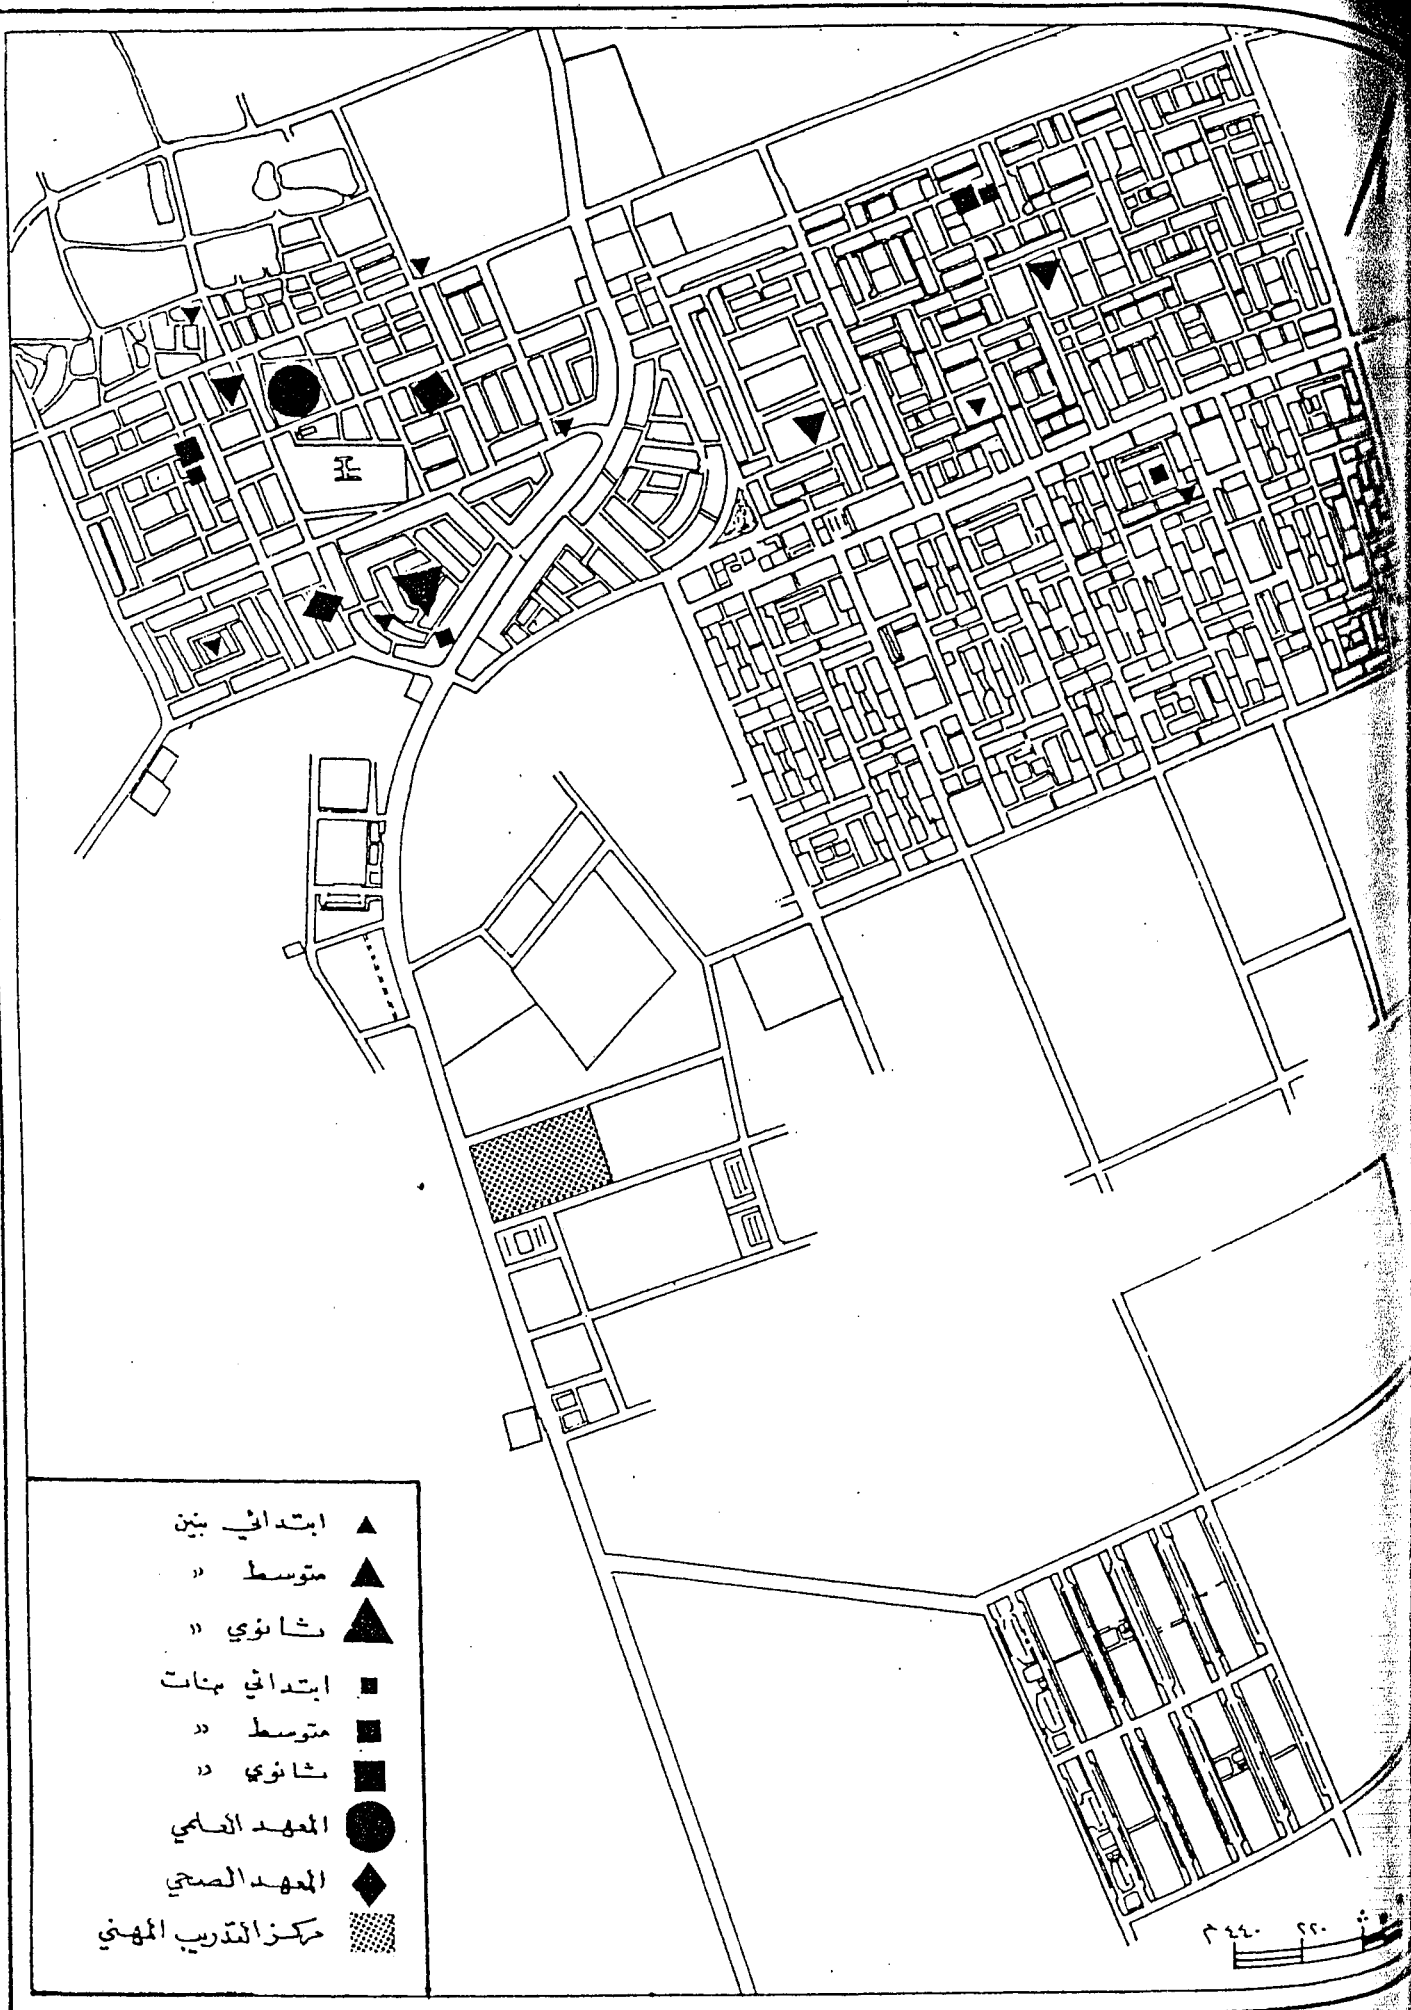 ابتدائي بنين
متوسط "
ثانوي "
ابتدائي بنات
متوسط "
ثانوي "
المعهد العلمي
المعهد الصحي
مركز التدريب المهني
٢٢٠ ٤٤٠ م